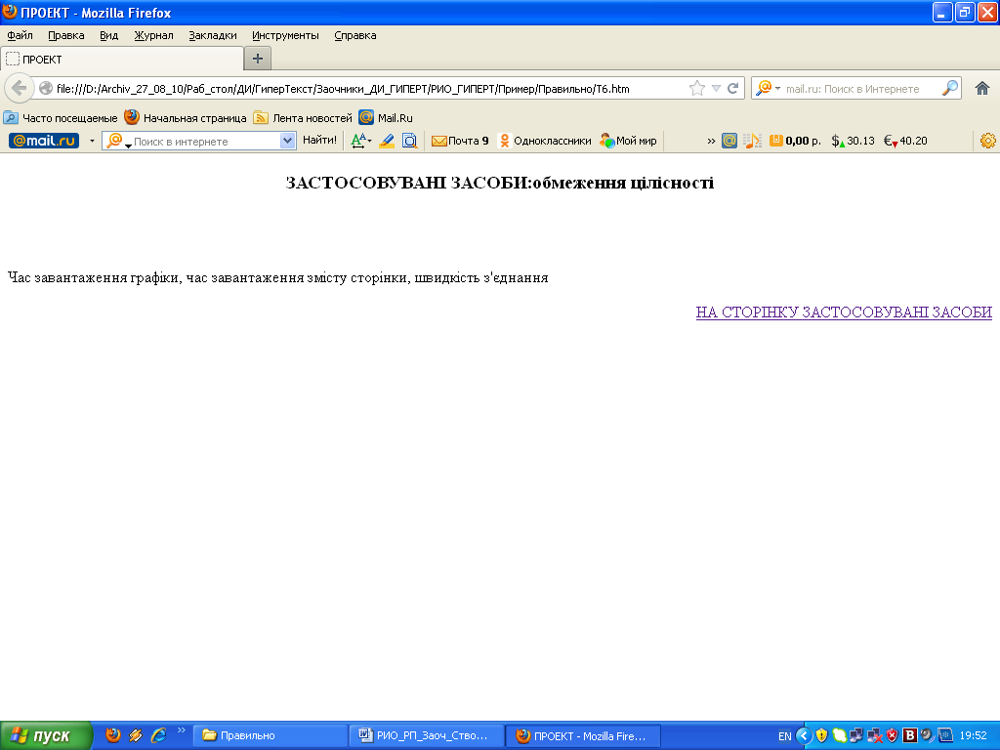 ПРОЕКТ - Mozilla Firefox
Файл Правка Вид Журнал Закладки Инструменты Справка
ПРОЕКТ
file:///D:/Archiv_27_08_10/Раб_стол/ДИ/ГиперТекст/Заочники_ДИ_ГИПЕРТ/РИО_ГИПЕРТ/Пример/Правильно/Т6.htm mail.ru: Поиск в Интернете
Часто посещаемые Начальная страница Лента новостей Mail.Ru
@mail.ru Поиск в интернете Найти! Почта 9 Одноклассники Мой мир » 0,00 р. $ 30.13 € 40.20
ЗАСТОСОВУВАНІ ЗАСОБИ:обмеження цілісності
Час завантаження графіки, час завантаження змісту сторінки, швидкість з'єднання
НА СТОРІНКУ ЗАСТОСОВУВАНІ ЗАСОБИ
пуск » Правильно РИО_РП_Заоч_Ство... ПРОЕКТ - Mozilla Fire... EN 19:52